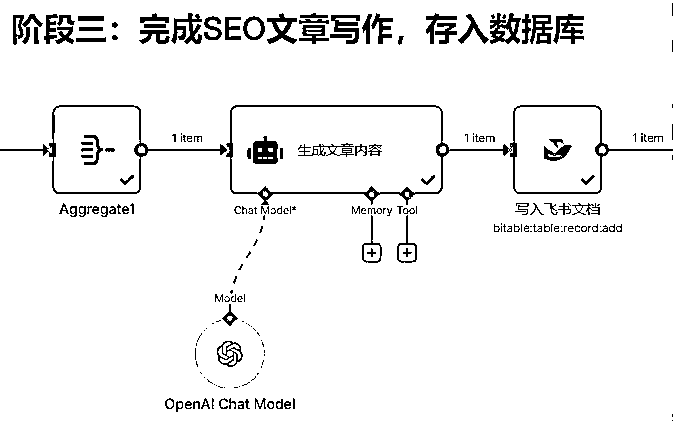 阶段三：完成SEO文章写作，存入数据库
1 item
生成文章内容
1 item
1 item
Aggregate1
Chat Model*
Memory
Tool
写入飞书文档
bitable:table:record:add
Model
OpenAI Chat Model